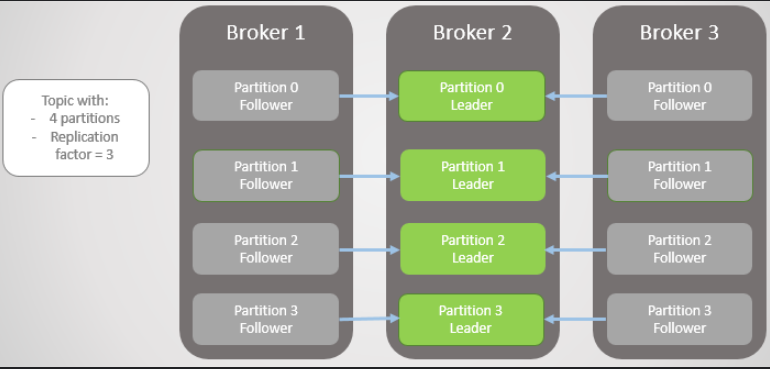 Broker 1
Broker 2
Broker 3
Topic with:
- 4 partitions
- Replication
factor = 3
Partition 0
Follower
Partition 0
Leader
Partition 0
Follower
Partition 1
Follower
Partition 1
Leader
Partition 1
Follower
Partition 2
Follower
Partition 2
Leader
Partition 2
Follower
Partition 3
Follower
Partition 3
Leader
Partition 3
Follower